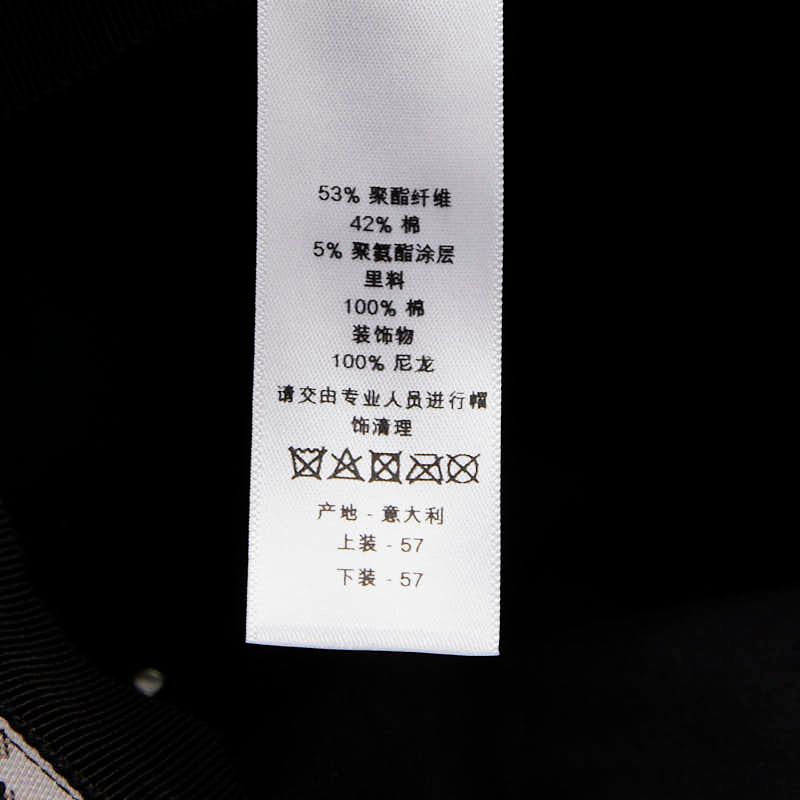 53% 聚酯纤维
42% 棉
5% 聚氨酯涂层
里料
100% 棉
装饰物
100% 尼龙
请交由专业人员进行帽
饰清理
产地 - 意大利
上装 - 57
下装 - 57